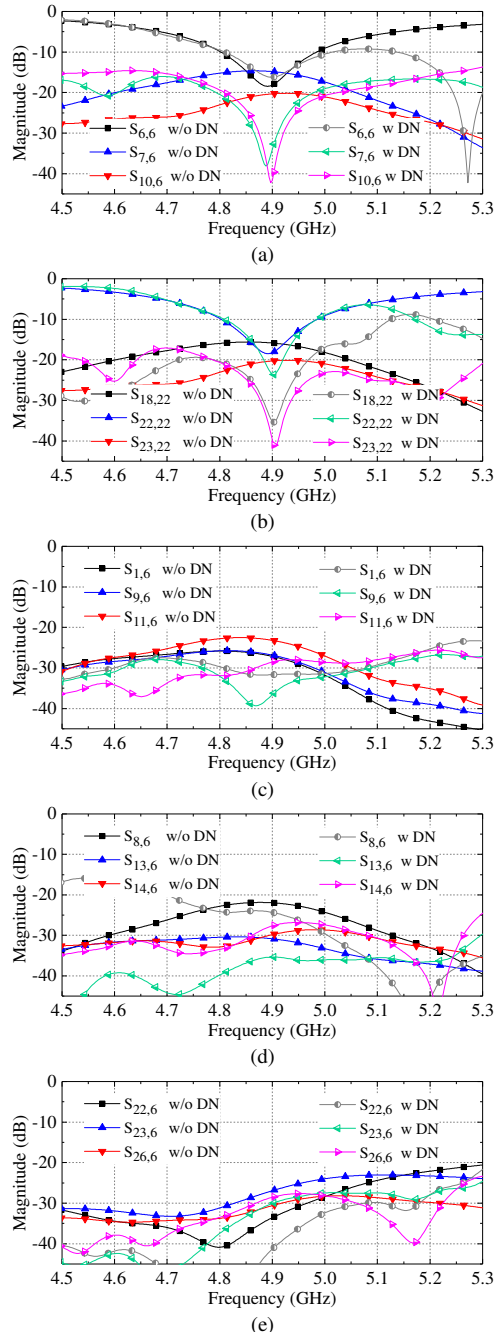 0
-10
-20
-30
-40
Magnitude (dB)
S6,6 w/o DN
S7,6 w/o DN
S10,6 w/o DN
S6,6 w DN
S7,6 w DN
S10,6 w DN
4.5 4.6 4.7 4.8 4.9 5.0 5.1 5.2 5.3
Frequency (GHz)
(a)
0
-10
-20
-30
-40
Magnitude (dB)
S18,22 w/o DN
S22,22 w/o DN
S23,22 w/o DN
S18,22 w DN
S22,22 w DN
S23,22 w DN
4.5 4.6 4.7 4.8 4.9 5.0 5.1 5.2 5.3
Frequency (GHz)
(b)
0
-10
-20
-30
-40
Magnitude (dB)
S1,6 w/o DN
S9,6 w/o DN
S11,6 w/o DN
S1,6 w DN
S9,6 w DN
S11,6 w DN
4.5 4.6 4.7 4.8 4.9 5.0 5.1 5.2 5.3
Frequency (GHz)
(c)
0
-10
-20
-30
-40
Magnitude (dB)
S8,6 w/o DN
S13,6 w/o DN
S14,6 w/o DN
S8,6 w DN
S13,6 w DN
S14,6 w DN
4.5 4.6 4.7 4.8 4.9 5.0 5.1 5.2 5.3
Frequency (GHz)
(d)
0
-10
-20
-30
-40
Magnitude (dB)
S22,6 w/o DN
S23,6 w/o DN
S26,6 w/o DN
S22,6 w DN
S23,6 w DN
S26,6 w DN
4.5 4.6 4.7 4.8 4.9 5.0 5.1 5.2 5.3
Frequency (GHz)
(e)